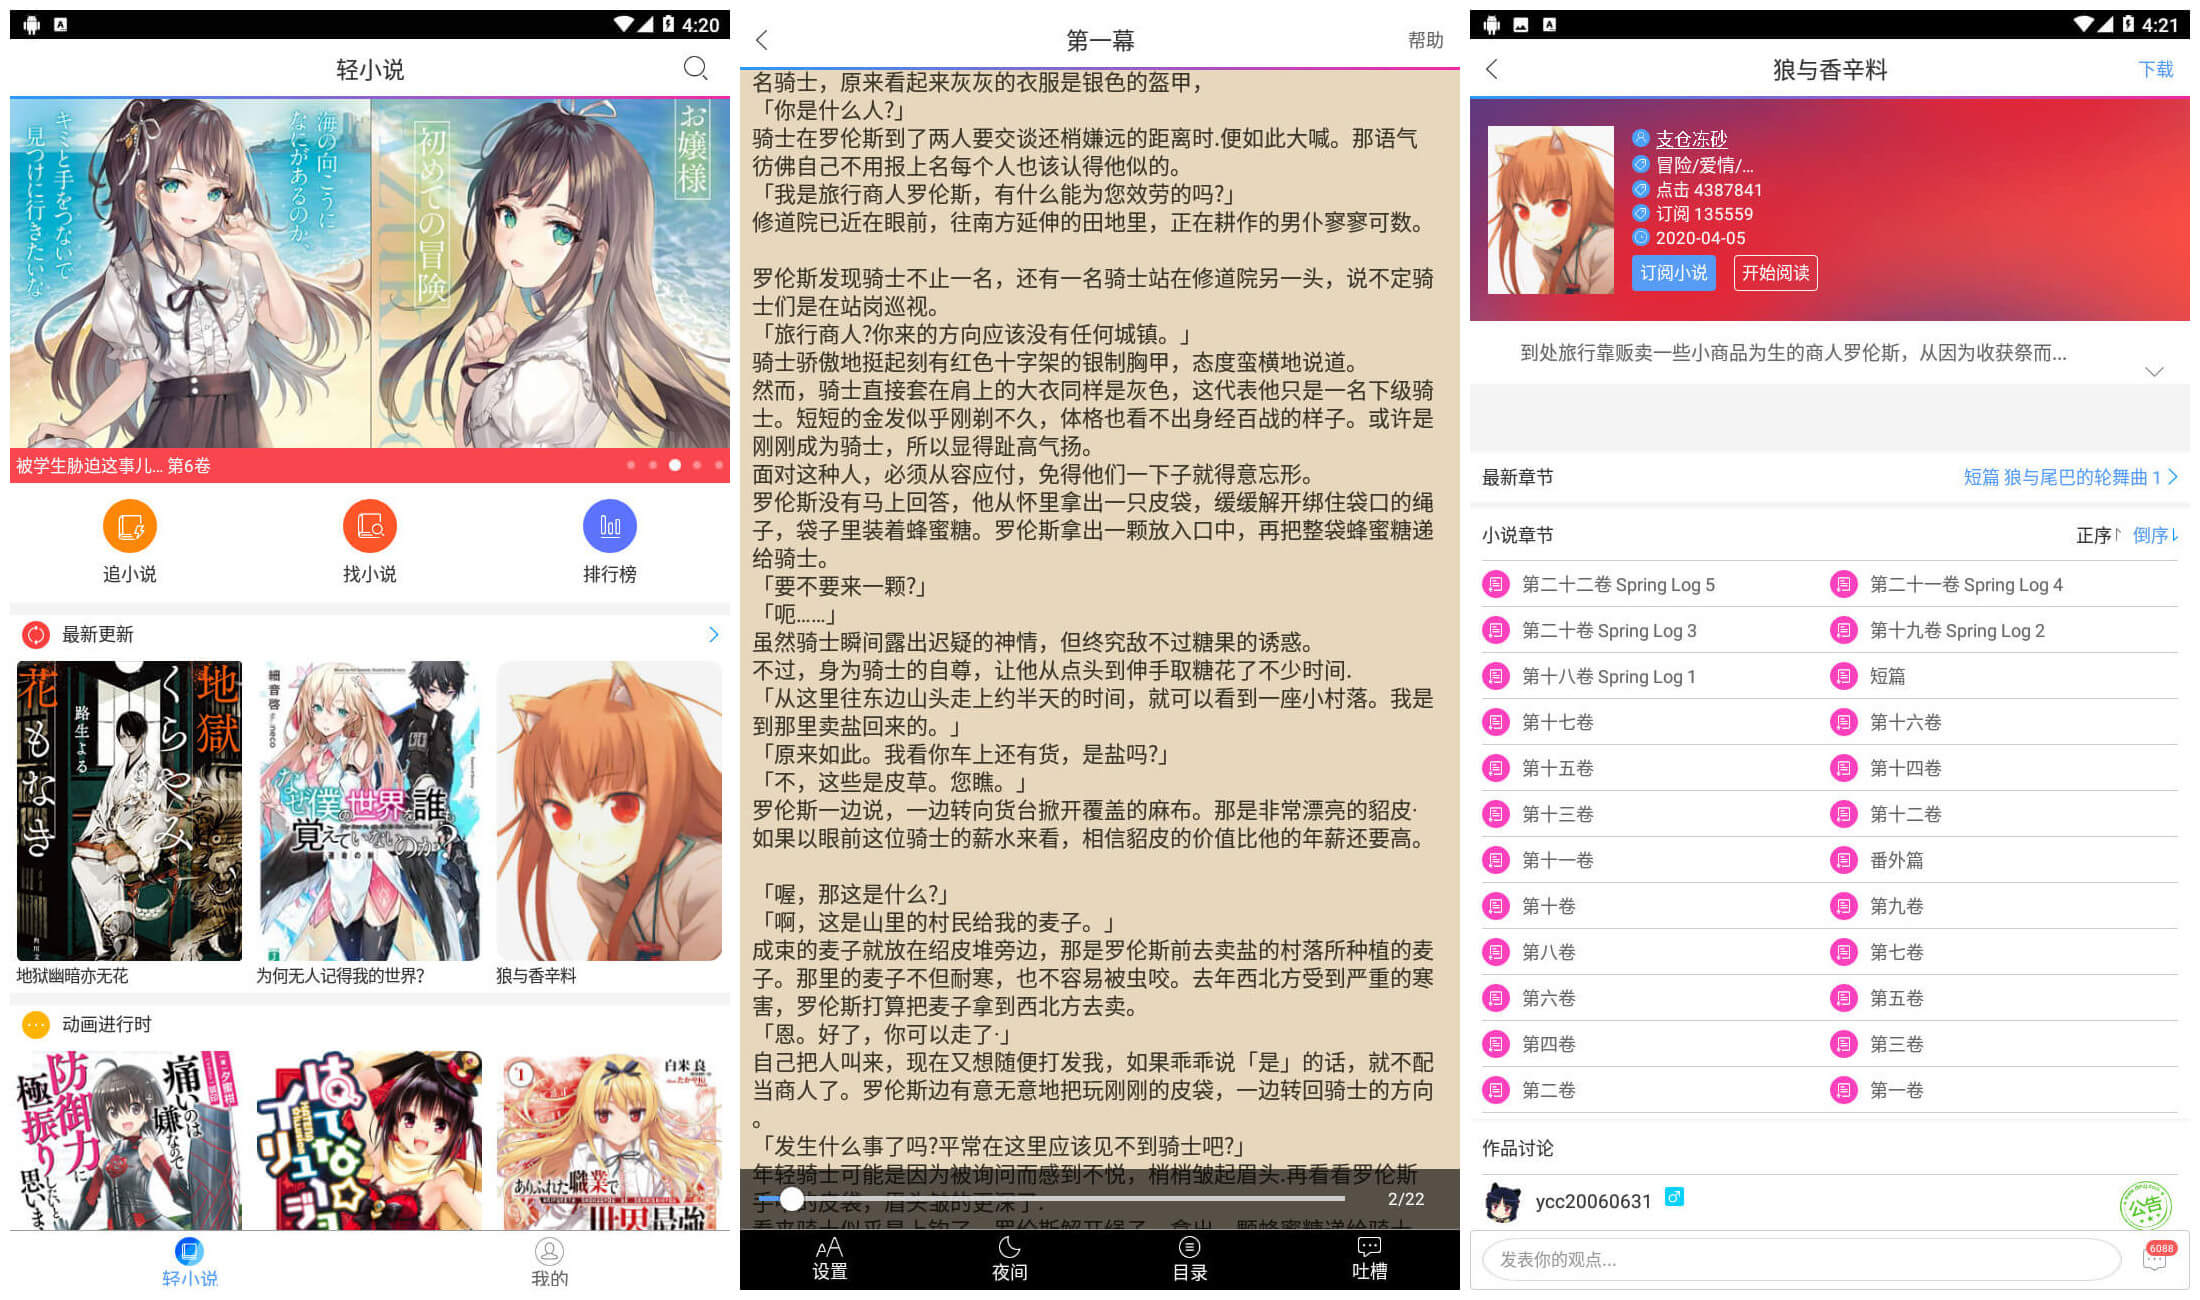 4:20
轻小说
キミと手をつないで
見つけに行きたいな
海の向こうに
なにがあるのか、
初めての冒険
お嬢様
被学生胁迫这事儿... 第6卷
追小说
找小说
排行榜
最新更新
地獄
くらやみ
花もなき
路生よる
細音啓
なぜ僕の世界を誰も
覚えていないのか?
地狱幽暗亦无花
为何无人记得我的世界?
狼与香辛料
动画进行时
痛いのは
嫌なので
防御力に
極振り
したいと
思います
夕蜜柑
はてな☆
イリュージョ
白米良
ありふれた職業で
世界最強
轻小说
我的
第一幕
帮助
名骑士，原来看起来灰灰的衣服是银色的盔甲，
「你是什么人?」
骑士在罗伦斯到了两人要交谈还梢嫌远的距离时.便如此大喊。那语气
彷佛自己不用报上名每个人也该认得他似的。
「我是旅行商人罗伦斯，有什么能为您效劳的吗?」
修道院已近在眼前，往南方延伸的田地里，正在耕作的男仆寥寥可数。
罗伦斯发现骑士不止一名，还有一名骑士站在修道院另一头，说不定骑
士们是在站岗巡视。
「旅行商人?你来的方向应该没有任何城镇。」
骑士骄傲地挺起刻有红色十字架的银制胸甲，态度蛮横地说道。
然而，骑士直接套在肩上的大衣同样是灰色，这代表他只是一名下级骑
士。短短的金发似乎刚剃不久，体格也看不出身经百战的样子。或许是
刚刚成为骑士，所以显得趾高气扬。
面对这种人，必须从容应付，免得他们一下子就得意忘形。
罗伦斯没有马上回答，他从怀里拿出一只皮袋，缓缓解开绑住袋口的绳
子，袋子里装着蜂蜜糖。罗伦斯拿出一颗放入口中，再把整袋蜂蜜糖递
给骑士。
「要不要来一颗?」
「呃……」
虽然骑士瞬间露出迟疑的神情，但终究敌不过糖果的诱惑。
不过，身为骑士的自尊，让他从点头到伸手取糖花了不少时间.
「从这里往东边山头走上约半天的时间，就可以看到一座小村落。我是
到那里卖盐回来的。」
「原来如此。我看你车上还有货，是盐吗?」
「不，这些是皮草。您瞧。」
罗伦斯一边说，一边转向货台掀开覆盖的麻布。那是非常漂亮的貂皮·
如果以眼前这位骑士的薪水来看，相信貂皮的价值比他的年薪还要高。
「喔，那这是什么?」
「啊，这是山里的村民给我的麦子。」
成束的麦子就放在绍皮堆旁边，那是罗伦斯前去卖盐的村落所种植的麦
子。那里的麦子不但耐寒，也不容易被虫咬。去年西北方受到严重的寒
害，罗伦斯打算把麦子拿到西北方去卖。
「恩。好了，你可以走了·」
自己把人叫来，现在又想随便打发我，如果乖乖说「是」的话，就不配
当商人了。罗伦斯边有意无意地把玩刚刚的皮袋，一边转回骑士的方向
。
「发生什么事了吗?平常在这里应该见不到骑士吧?」
年轻骑士可能是因为被询问而感到不悦，梢梢皱起眉头.再看看罗伦斯
2/22
设置
夜间
目录
吐槽
4:21
狼与香辛料
下载
支仓冻砂
冒险/爱情/...
点击 4387841
订阅 135559
2020-04-05
订阅小说
开始阅读
到处旅行靠贩卖一些小商品为生的商人罗伦斯，从因为收获祭而...
最新章节
短篇 狼与尾巴的轮舞曲 1
小说章节
正序
倒序
第二十二卷 Spring Log 5
第二十一卷 Spring Log 4
第二十卷 Spring Log 3
第十九卷 Spring Log 2
第十八卷 Spring Log 1
短篇
第十七卷
第十六卷
第十五卷
第十四卷
第十三卷
第十二卷
第十一卷
番外篇
第十卷
第九卷
第八卷
第七卷
第六卷
第五卷
第四卷
第三卷
第二卷
第一卷
作品讨论
ycc20060631
公告
发表你的观点...
6088